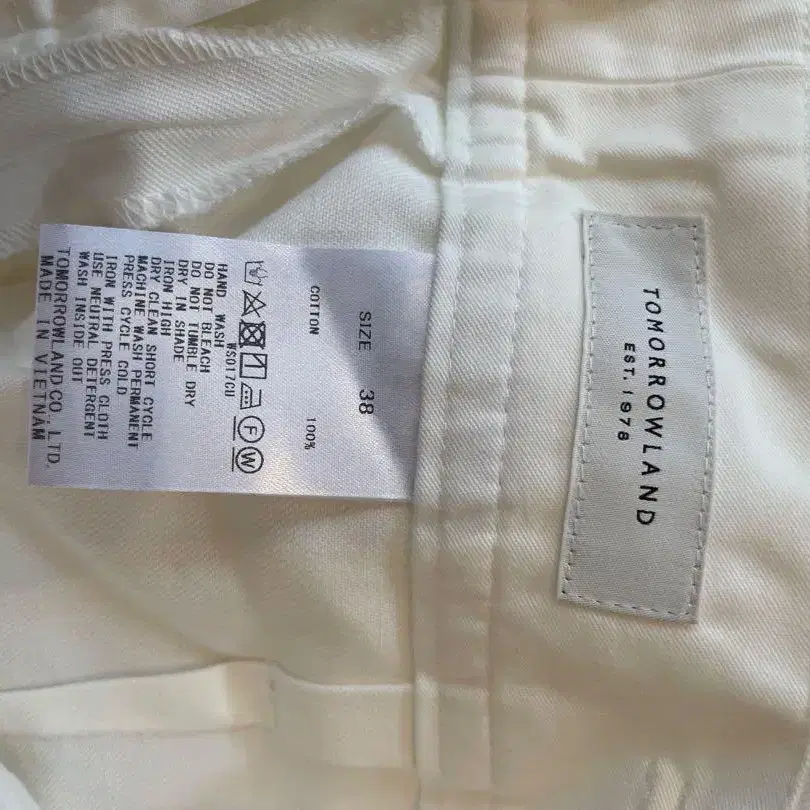 TOMORROWLAND
EST. 1978
SIZE 38
COTTON 100%
F W
WS017CU
HAND WASH
DO NOT BLEACH
DO NOT TUMBLE DRY
DRY IN SHADE
IRON HIGH
DRY CLEAN SHORT CYCLE
MACHINE WASH PERMANENT
PRESS CYCLE COLD
IRON WITH PRESS CLOTH
USE NEUTRAL DETERGENT
WASH INSIDE OUT
TOMORROWLAND CO., LTD.
MADE IN VIETNAM